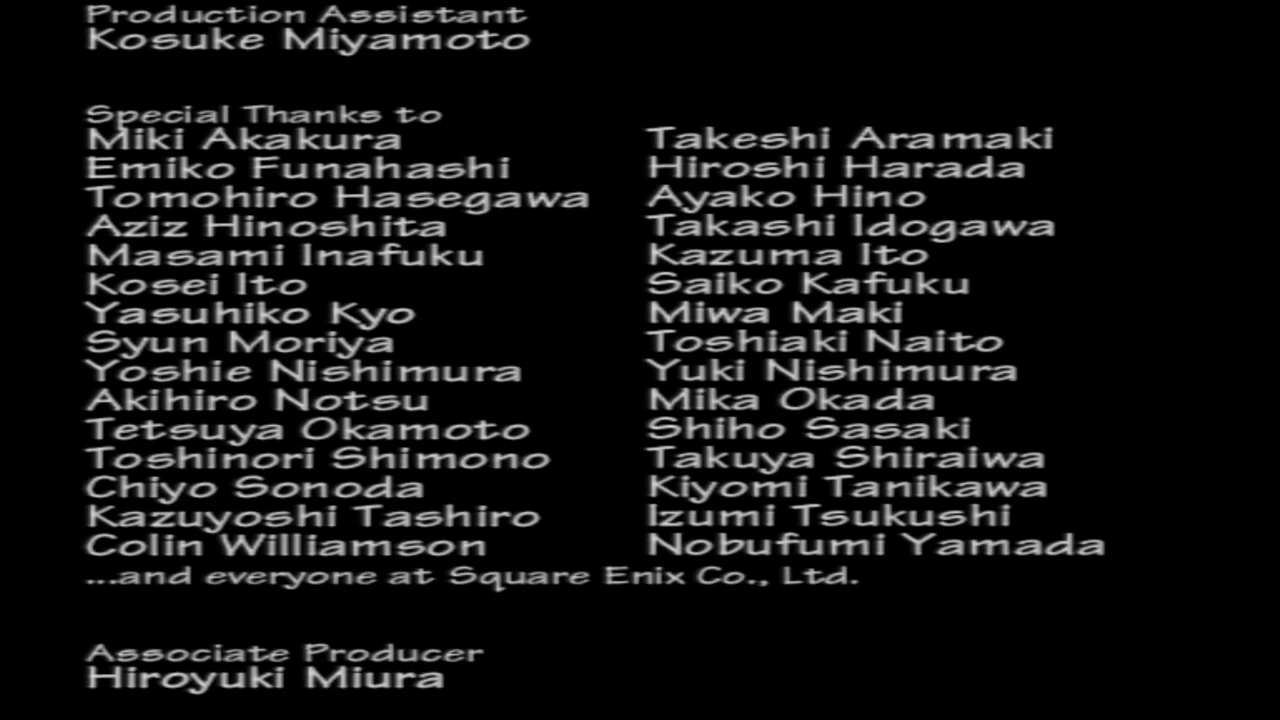 Production Assistant
Kosuke Miyamoto
Special Thanks to
Miki Akakura
Takeshi Aramaki
Emiko Funahashi
Hiroshi Harada
Tomohiro Hasegawa
Ayako Hino
Aziz Hinoshita
Takashi Idogawa
Masami Inafuku
Kazuma Ito
Kosei Ito
Saiko Kafuku
Yasuhiko Kyo
Miwa Maki
Syun Moriya
Toshiaki Naito
Yoshie Nishimura
Yuki Nishimura
Akihiro Notsu
Mika Okada
Tetsuya Okamoto
Shiho Sasaki
Toshinori Shimono
Takuya Shiraiwa
Chiyo Sonoda
Kiyomi Tanikawa
Kazuyoshi Tashiro
Izumi Tsukushi
Colin Williamson
Nobufumi Yamada
...and everyone at Square Enix Co., Ltd.
Associate Producer
Hiroyuki Miura